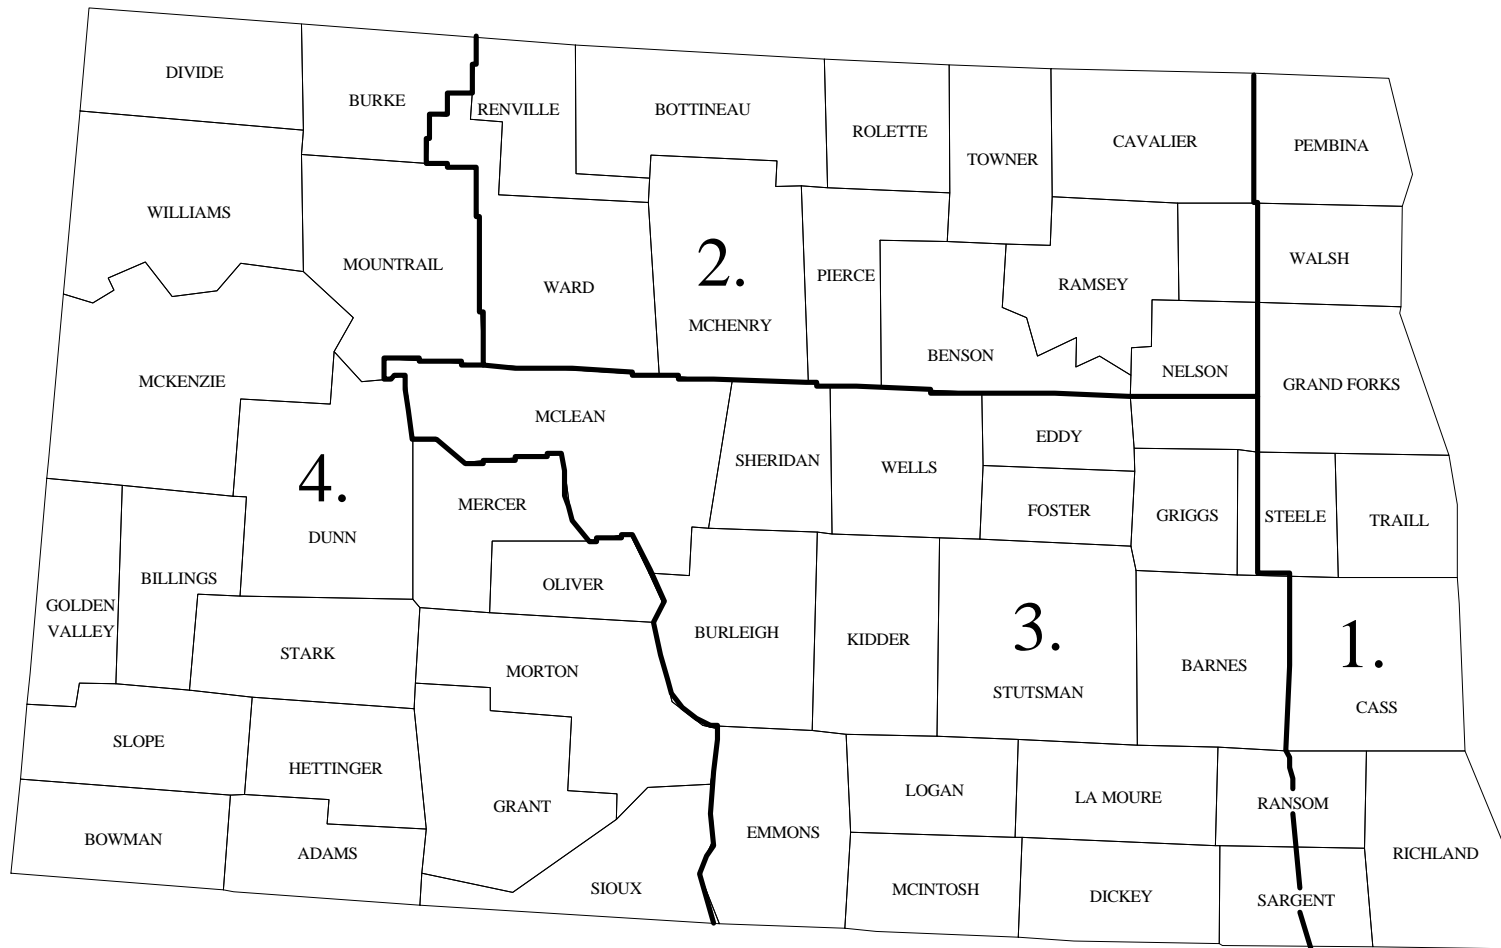 DIVIDE
BURKE
RENVILLE
BOTTINEAU
ROLETTE
TOWNER
CAVALIER
PEMBINA
WILLIAMS
MOUNTRAIL
WARD
2.
MCHENRY
PIERCE
BENSON
RAMSEY
WALSH
NELSON
GRAND FORKS
MCKENZIE
MCLEAN
SHERIDAN
WELLS
EDDY
FOSTER
GRIGGS
STEELE
TRAILL
4.
DUNN
MERCER
OLIVER
GOLDEN
VALLEY
BILLINGS
STARK
MORTON
BURLEIGH
KIDDER
3.
STUTSMAN
BARNES
1.
CASS
SLOPE
HETTINGER
GRANT
EMMONS
LOGAN
LA MOURE
RANSOM
RICHLAND
BOWMAN
ADAMS
SIOUX
MCINTOSH
DICKEY
SARGENT